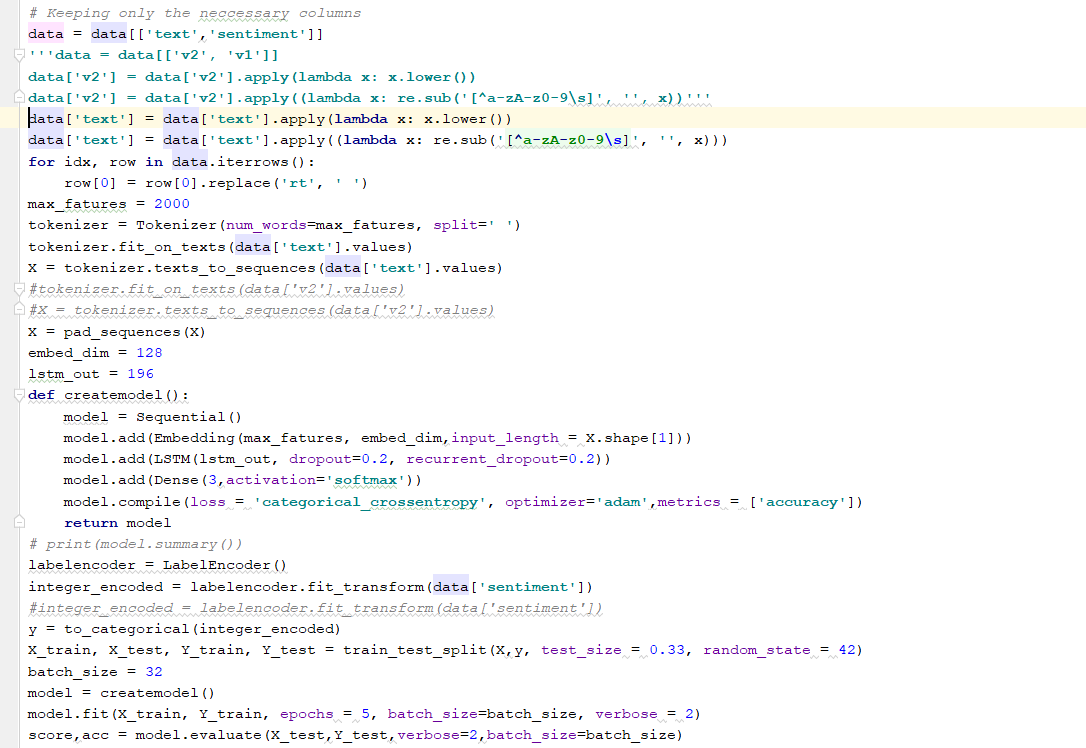 # Keeping only the neccessary columns
data = data[['text','sentiment']]
'''data = data[['v2', 'v1']]
data['v2'] = data['v2'].apply(lambda x: x.lower())
data['v2'] = data['v2'].apply((lambda x: re.sub('[^a-zA-z0-9\s]', '', x))'''
data['text'] = data['text'].apply(lambda x: x.lower())
data['text'] = data['text'].apply((lambda x: re.sub('[^a-zA-z0-9\s]', '', x)))
for idx, row in data.iterrows():
    row[0] = row[0].replace('rt', ' ')
max_fatures = 2000
tokenizer = Tokenizer(num_words=max_fatures, split=' ')
tokenizer.fit_on_texts(data['text'].values)
X = tokenizer.texts_to_sequences(data['text'].values)
#tokenizer.fit_on_texts(data['v2'].values)
#X = tokenizer.texts_to_sequences(data['v2'].values)
X = pad_sequences(X)
embed_dim = 128
lstm_out = 196
def createmodel():
    model = Sequential()
    model.add(Embedding(max_fatures, embed_dim,input_length = X.shape[1]))
    model.add(LSTM(lstm_out, dropout=0.2, recurrent_dropout=0.2))
    model.add(Dense(3,activation='softmax'))
    model.compile(loss = 'categorical_crossentropy', optimizer='adam',metrics = ['accuracy'])
    return model
# print(model.summary())
labelencoder = LabelEncoder()
integer_encoded = labelencoder.fit_transform(data['sentiment'])
#integer_encoded = labelencoder.fit_transform(data['sentiment'])
y = to_categorical(integer_encoded)
X_train, X_test, Y_train, Y_test = train_test_split(X,y, test_size = 0.33, random_state = 42)
batch_size = 32
model = createmodel()
model.fit(X_train, Y_train, epochs = 5, batch_size=batch_size, verbose = 2)
score,acc = model.evaluate(X_test,Y_test,verbose=2,batch_size=batch_size)